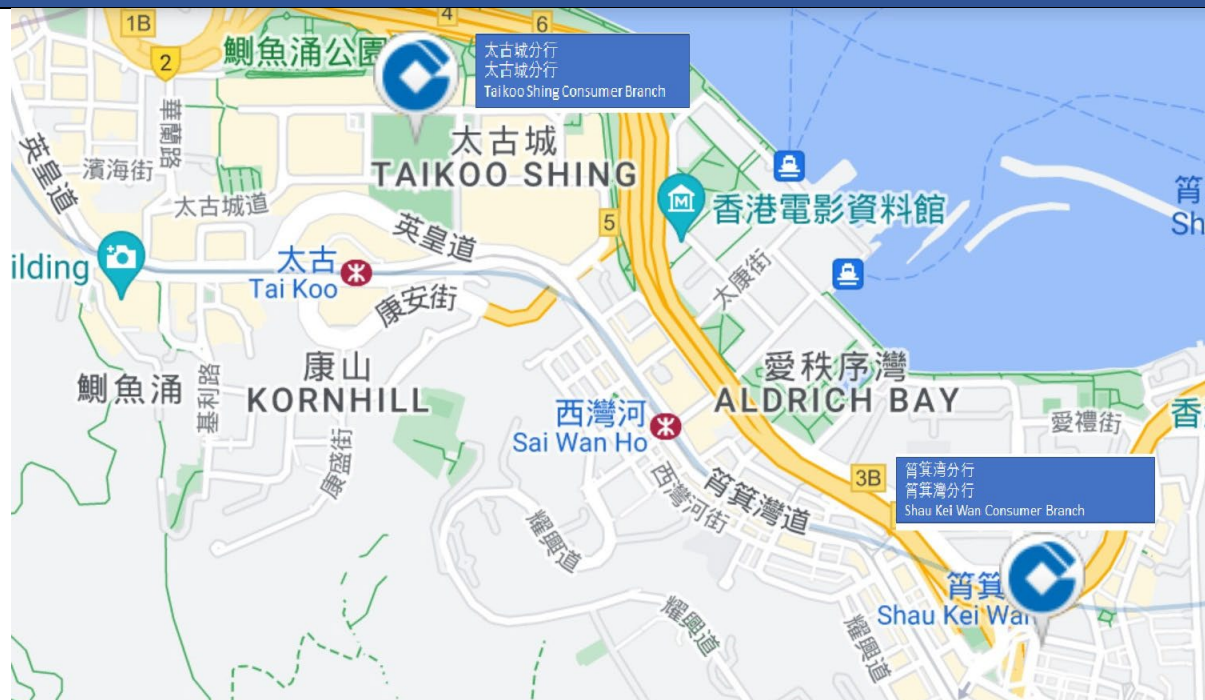 1B
4
6
2
鰂魚涌公園
太古城分行
太古城分行
Taikoo Shing Consumer Branch
華蘭路
英皇道
濱海街
太古城
TAIKOO SHING
筲
Sh
太古城道
英皇道
5
香港電影資料館
ilding
太古
Tai Koo
康安街
太康街
鰂魚涌
基利路
康山
KORNHILL
愛秩序灣
ALDRICH BAY
西灣河
Sai Wan Ho
愛禮街
香
康盛街
西灣河街
筲箕灣道
3B
筲箕湾分行
筲箕灣分行
Shau Kei Wan Consumer Branch
耀興道
筲箕
Shau Kei Wan
耀興道
耀興道